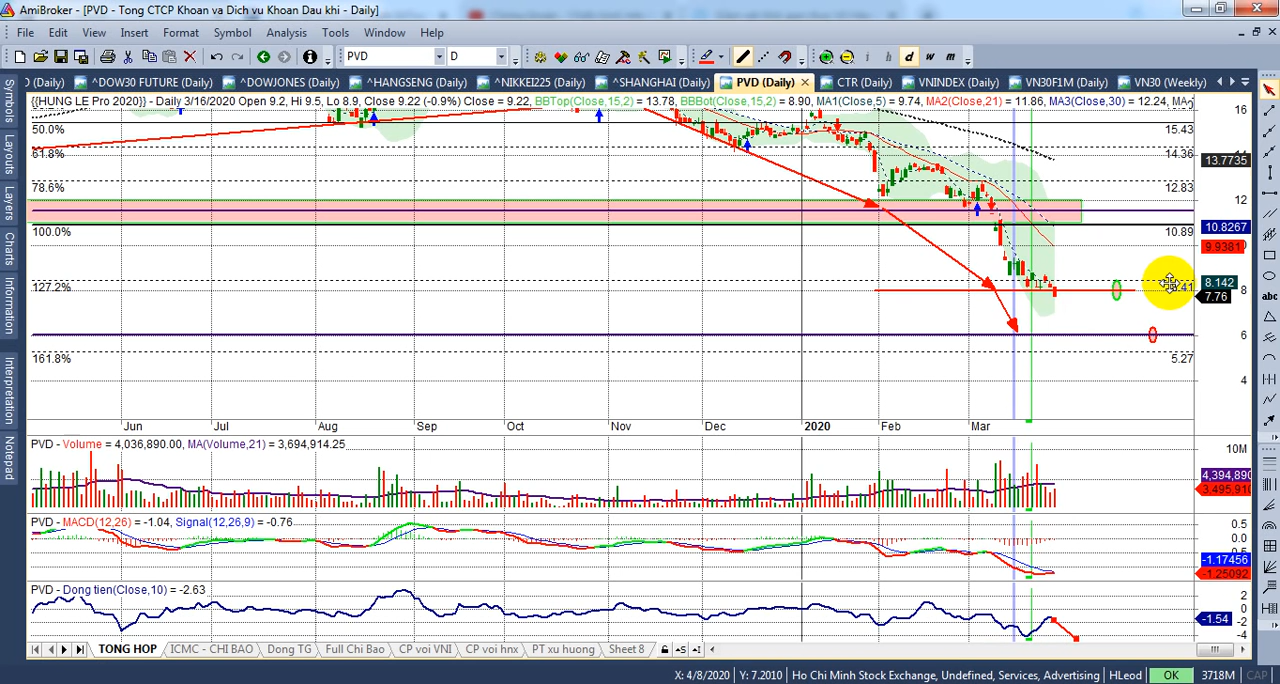 AmiBroker - [PVD - Tong CTCP Khoan va Dich vu Khoan Dau khi - Daily]
File Edit View Insert Format Symbol Analysis Tools Window Help
PVD D i h d w m
) (Daily) ^DOW30 FUTURE (Daily) ^DOWJONES (Daily) ^HANGSENG (Daily) ^NIKKEI225 (Daily) ^SHANGHAI (Daily) PVD (Daily) CTR (Daily) VNINDEX (Daily) VN30F1M (Daily) VN30 (Weekly)
{{HUNG LE Pro 2020}} - Daily 3/16/2020 Open 9.2, Hi 9.5, Lo 8.9, Close 9.22 (-0.9%) Close = 9.22, BBTop(Close,15,2) = 13.78, BBBot(Close,15,2) = 8.90, MA1(Close,5) = 9.74, MA2(Close,21) = 11.86, MA3(Close,30) = 12.24,
Symbols
Layouts
Layers
Charts
Information
Interpretation
Notepad
50.0%
61.8%
78.6%
100.0%
127.2%
161.8%
15.43
14.36
12.83
10.89
5.27
16
12
8
6
4
13.7735
10.8267
9.9381
8.142
7.76
Jun Jul Aug Sep Oct Nov Dec 2020 Feb Mar
PVD - Volume = 4,036,890.00, MA(Volume,21) = 3,694,914.25
10M
4,394,890
3,495,910
PVD - MACD(12,26) = -1.04, Signal(12,26,9) = -0.76
0.5
0.0
-1.17456
-1.25092
PVD - Dong tien(Close,10) = -2.63
2
0
-1.54
-2
-4
TONG HOP ICMC - CHI BAO Dong TG Full Chi Bao CP voi VNI CP voi hnx PT xu huong Sheet 8
X: 4/8/2020 Y: 7.2010 Ho Chi Minh Stock Exchange, Undefined, Services, Advertising HLeod OK 3718M CAP
abc